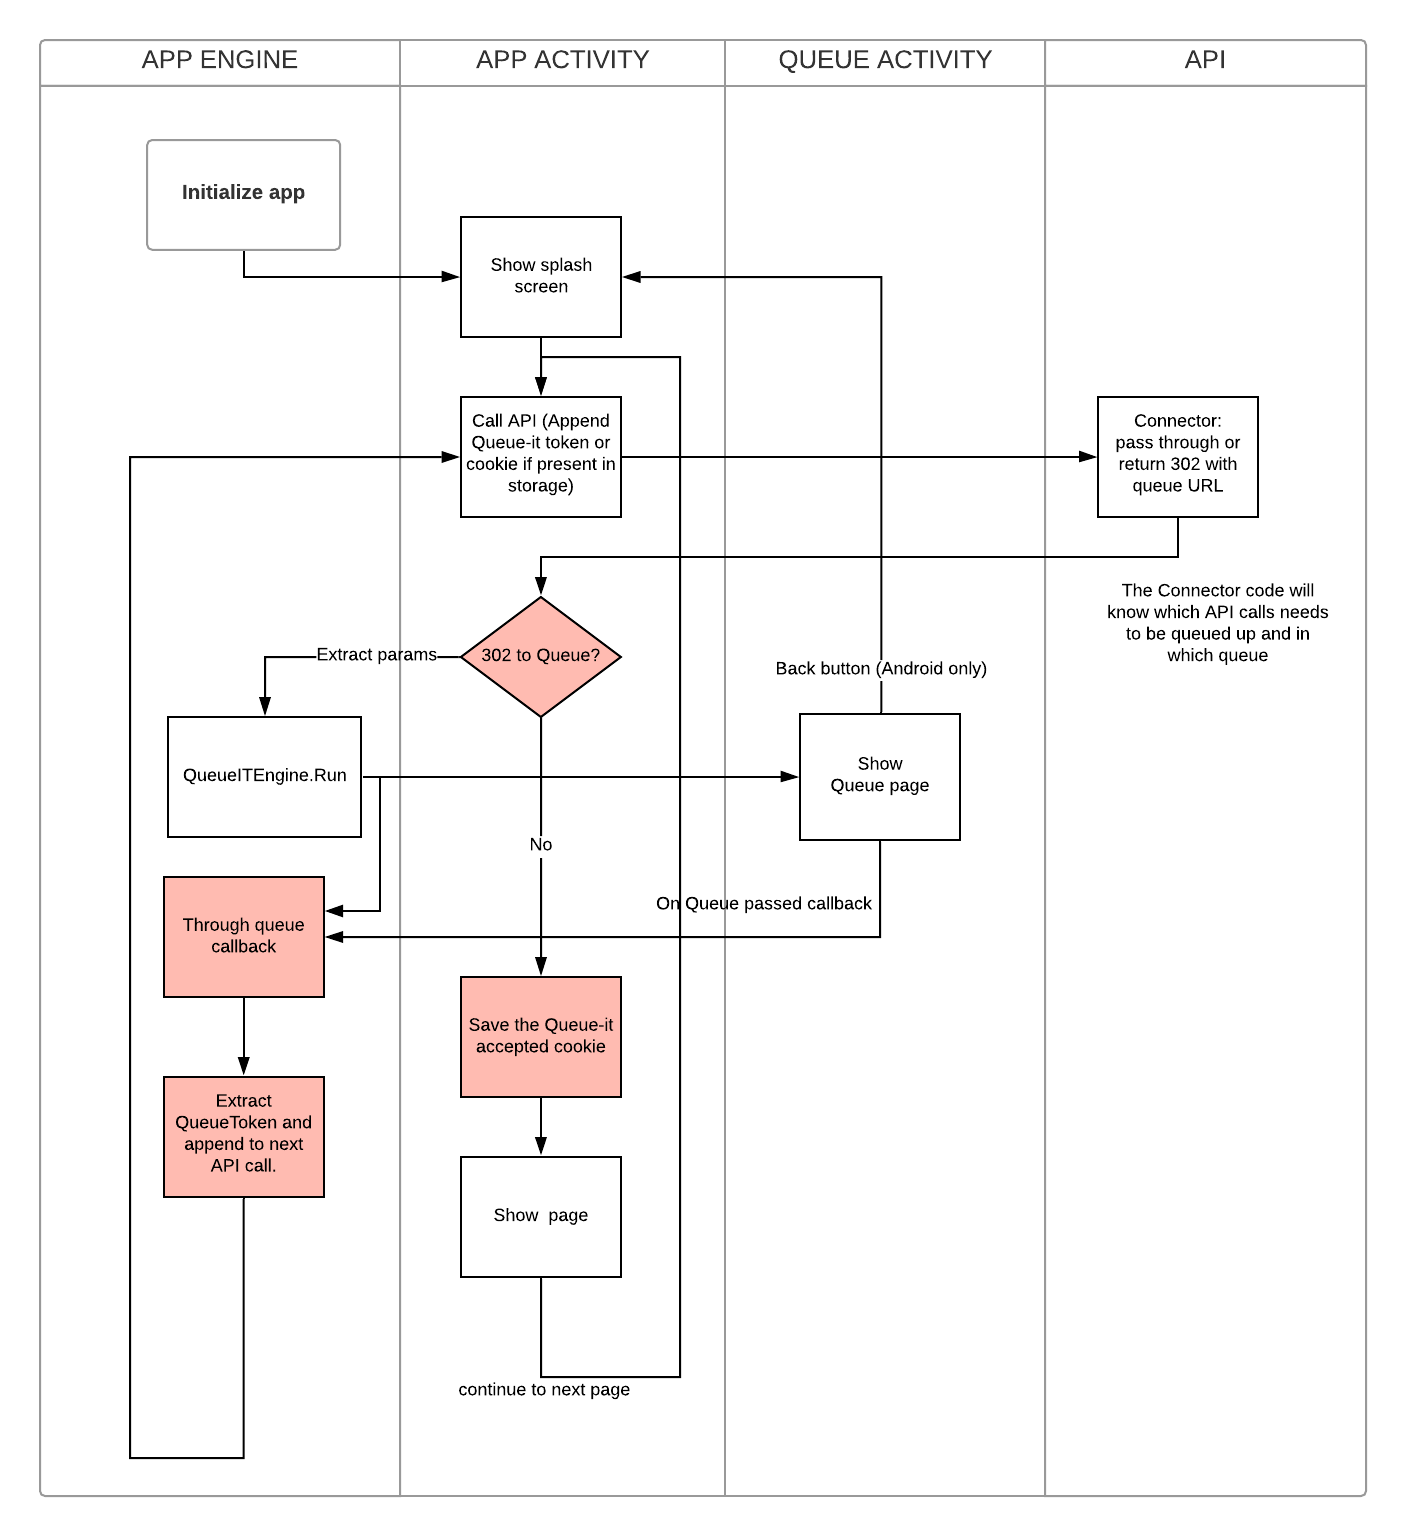 APP ENGINE
APP ACTIVITY
QUEUE ACTIVITY
API
Initialize app
Show splash
screen
Call API (Append
Queue-it token or
cookie if present in
storage)
Connector:
pass through or
return 302 with
queue URL
The Connector code will
know which API calls needs
to be queued up and in
which queue
Extract params
302 to Queue?
Back button (Android only)
QueueITEngine.Run
Show
Queue page
No
On Queue passed callback
Through queue
callback
Save the Queue-it
accepted cookie
Extract
QueueToken and
append to next
API call.
Show page
continue to next page